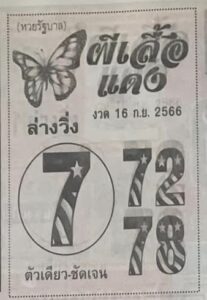 (หวยรัฐบาล)
ผีเสื้อ
แดง
งวด 16 ก.ย. 2566
ล่างวิ่ง
7
72
78
ตัวเดียว-ชัดเจน